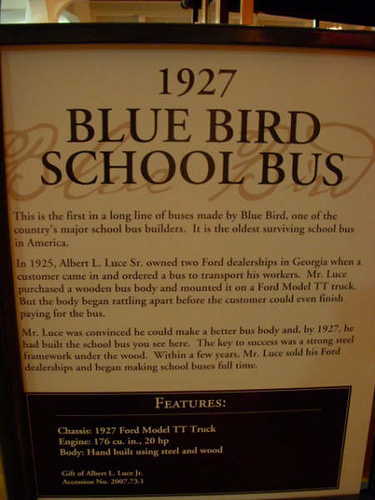 1927
BLUE BIRD
SCHOOL BUS
This is the first in a long line of buses made by Blue Bird, one of the
country's major school bus builders. It is the oldest surviving school bus
in America.
In 1925, Albert L. Luce Sr. owned two Ford dealerships in Georgia when a
customer came in and ordered a bus to transport his workers. Mr. Luce
purchased a wooden bus body and mounted it on a Ford Model TT truck.
But the body began rattling apart before the customer could even finish
paying for the bus.
Mr. Luce was convinced he could make a better bus body and, by 1927, he
had built the school bus you see here. The key to success was a strong steel
framework under the wood. Within a few years, Mr. Luce sold his Ford
dealerships and began making school buses full time.
FEATURES:
Chassis: 1927 Ford Model TT Truck
Engine: 176 cu. in., 20 hp
Body: Hand built using steel and wood
Gift of Albert L. Luce Jr.
Accession No. 2007.73.1